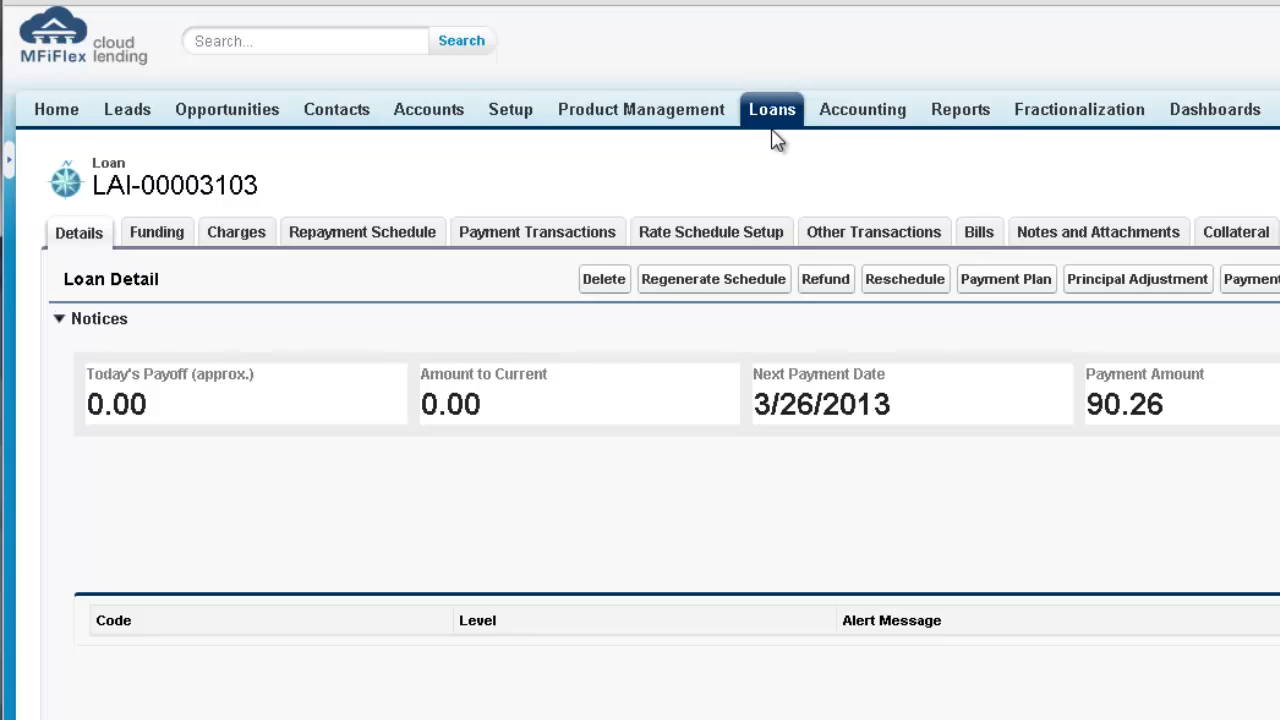 MFiFlex cloud lending
Search... Search
Home Leads Opportunities Contacts Accounts Setup Product Management Loans Accounting Reports Fractionalization Dashboards
Loan
LAI-00003103
Details Funding Charges Repayment Schedule Payment Transactions Rate Schedule Setup Other Transactions Bills Notes and Attachments Collateral
Loan Detail Delete Regenerate Schedule Refund Reschedule Payment Plan Principal Adjustment Payment
Notices
Today's Payoff (approx.) Amount to Current Next Payment Date Payment Amount
0.00 0.00 3/26/2013 90.26
Code Level Alert Message